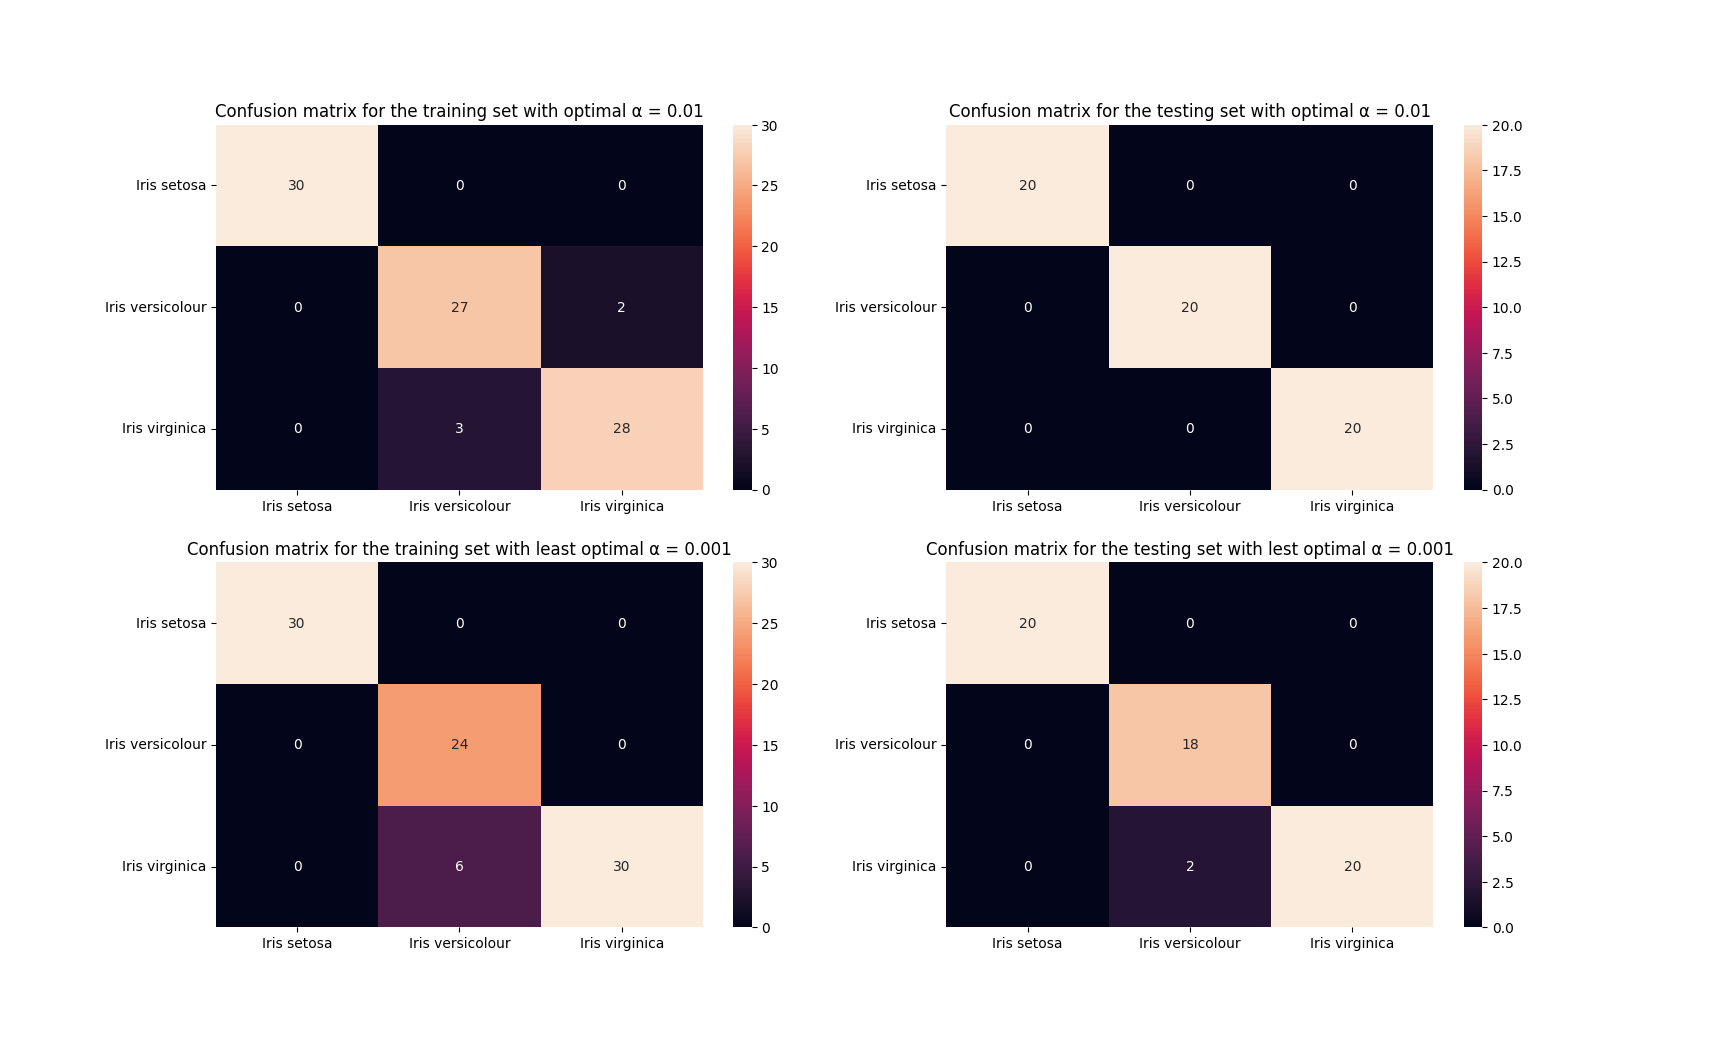 Confusion matrix for the training set with optimal α = 0.01
30
Iris setosa
30 0 0
25
20
Iris versicolour
0 27 2
15
10
Iris virginica
0 3 28
5
0
Iris setosa Iris versicolour Iris virginica
Confusion matrix for the testing set with optimal α = 0.01
20.0
Iris setosa
20 0 0
17.5
15.0
12.5
Iris versicolour
0 20 0
10.0
7.5
5.0
Iris virginica
0 0 20
2.5
0.0
Iris setosa Iris versicolour Iris virginica
Confusion matrix for the training set with least optimal α = 0.001
30
Iris setosa
30 0 0
25
20
Iris versicolour
0 24 0
15
10
Iris virginica
0 6 30
5
0
Iris setosa Iris versicolour Iris virginica
Confusion matrix for the testing set with lest optimal α = 0.001
20.0
Iris setosa
20 0 0
17.5
15.0
12.5
Iris versicolour
0 18 0
10.0
7.5
5.0
Iris virginica
0 2 20
2.5
0.0
Iris setosa Iris versicolour Iris virginica